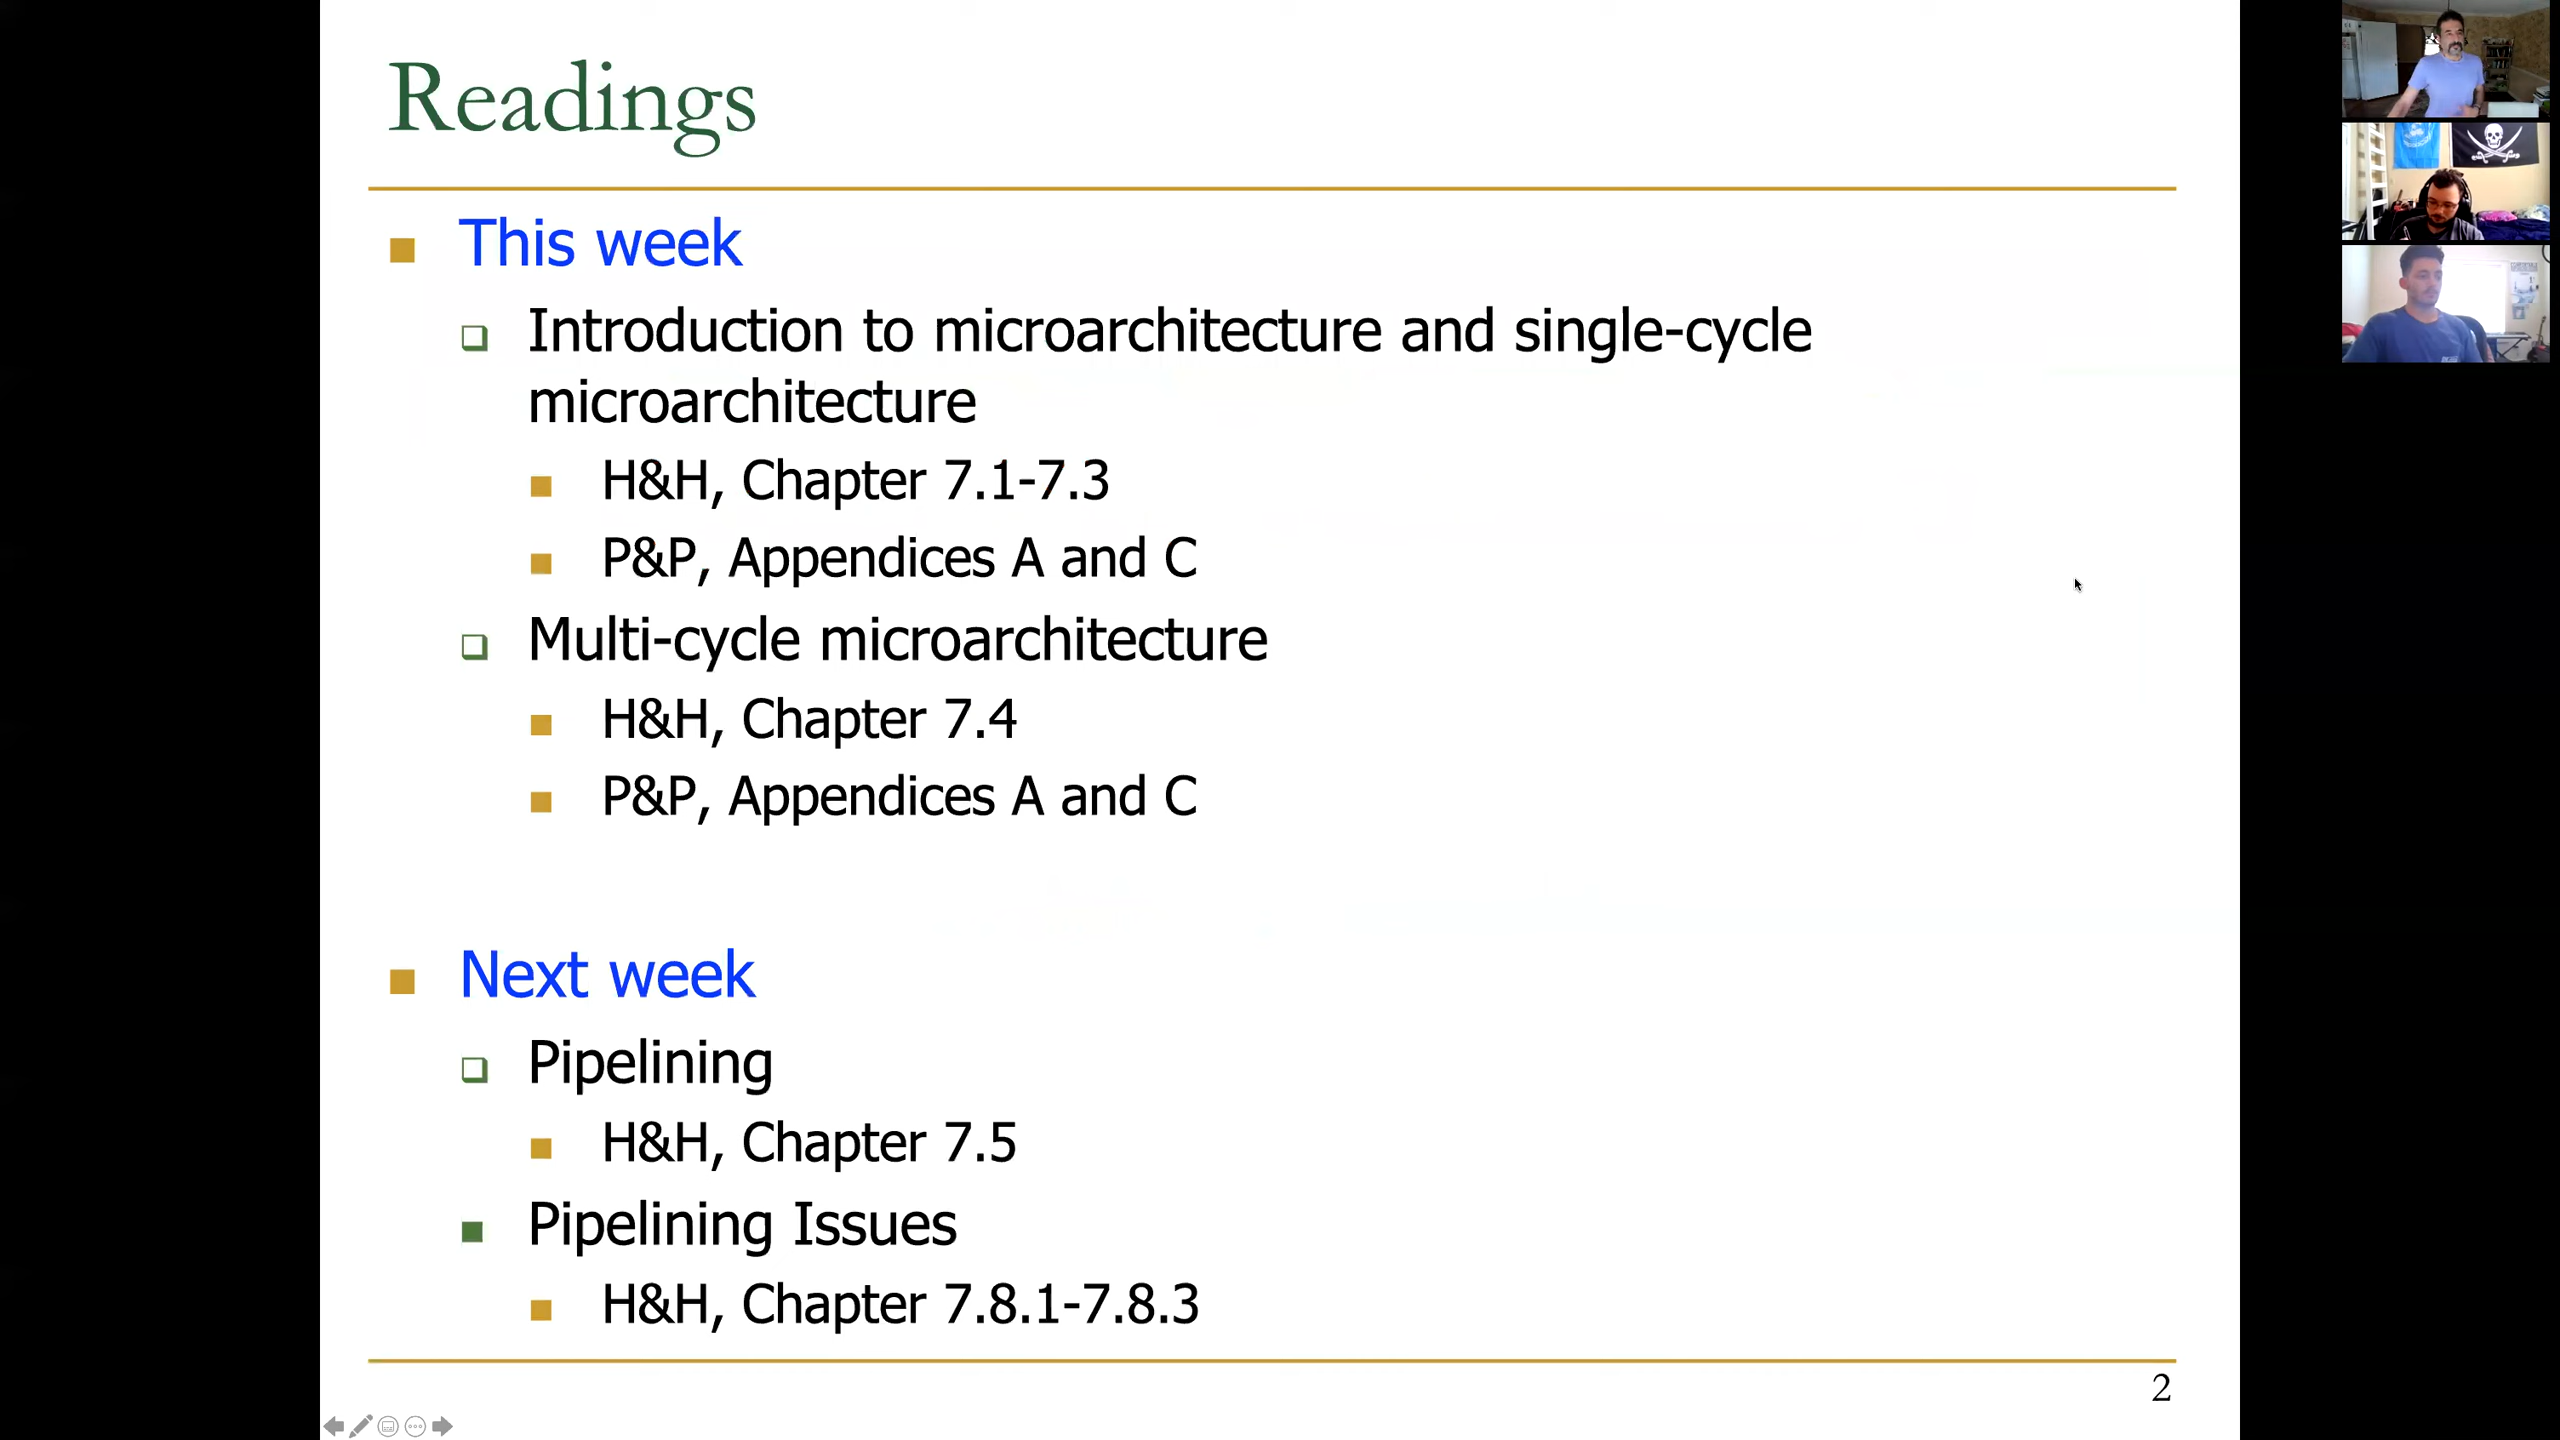 Readings
This week
Introduction to microarchitecture and single-cycle
microarchitecture
H&H, Chapter 7.1-7.3
P&P, Appendices A and C
Multi-cycle microarchitecture
H&H, Chapter 7.4
P&P, Appendices A and C
Next week
Pipelining
H&H, Chapter 7.5
Pipelining Issues
H&H, Chapter 7.8.1-7.8.3
2